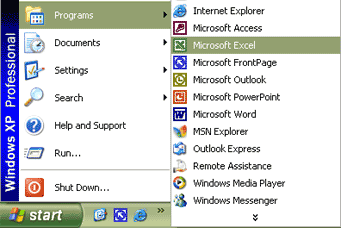 Windows XP Professional
Programs
Documents
Settings
Search
Help and Support
Run...
Shut Down...
start
Internet Explorer
Microsoft Access
Microsoft Excel
Microsoft FrontPage
Microsoft Outlook
Microsoft PowerPoint
Microsoft Word
MSN Explorer
Outlook Express
Remote Assistance
Windows Media Player
Windows Messenger